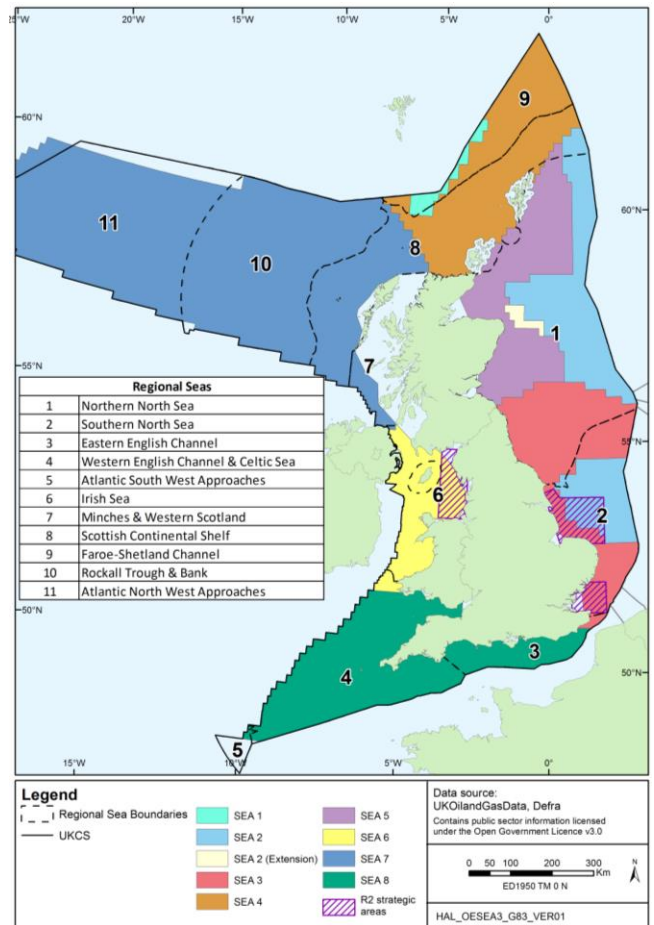 25°W 20°W 15°W 10°W 5°W 0°
60°N
60°N
9
8
11
10
1
7
55°N
55°N
Regional Seas
1 Northern North Sea
2 Southern North Sea
3 Eastern English Channel
4 Western English Channel & Celtic Sea
5 Atlantic South West Approaches
6 Irish Sea
7 Minches & Western Scotland
8 Scottish Continental Shelf
9 Faroe-Shetland Channel
10 Rockall Trough & Bank
11 Atlantic North West Approaches
6
2
50°N
3
4
50°N
5
15°W 10°W 5°W 0°
Legend
Regional Sea Boundaries
UKCS
SEA 1
SEA 2
SEA 2 (Extension)
SEA 3
SEA 4
SEA 5
SEA 6
SEA 7
SEA 8
R2 strategic
areas
Data source:
UKOilandGasData, Defra
Contains public sector information licensed
under the Open Government Licence v3.0
0 50 100 200 300
Km
N
ED1950 TM 0 N
HAL_OESEA3_G83_VER01